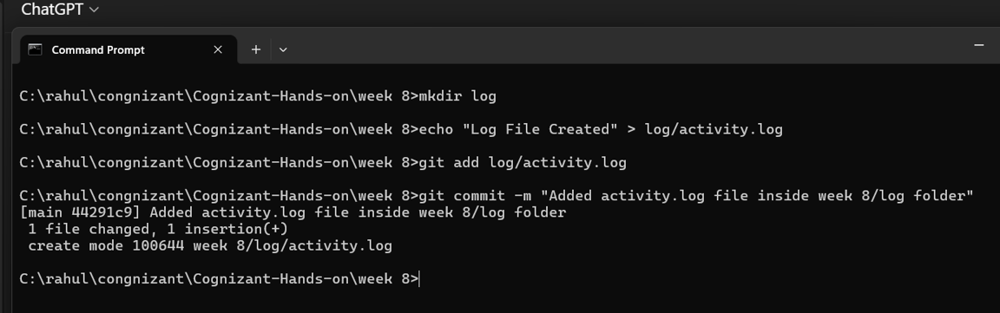 ChatGPT
Command Prompt
C:\rahul\congnizant\Cognizant-Hands-on\week 8>mkdir log
C:\rahul\congnizant\Cognizant-Hands-on\week 8>echo "Log File Created" > log/activity.log
C:\rahul\congnizant\Cognizant-Hands-on\week 8>git add log/activity.log
C:\rahul\congnizant\Cognizant-Hands-on\week 8>git commit -m "Added activity.log file inside week 8/log folder"
[main 44291c9] Added activity.log file inside week 8/log folder
 1 file changed, 1 insertion(+)
 create mode 100644 week 8/log/activity.log
C:\rahul\congnizant\Cognizant-Hands-on\week 8>